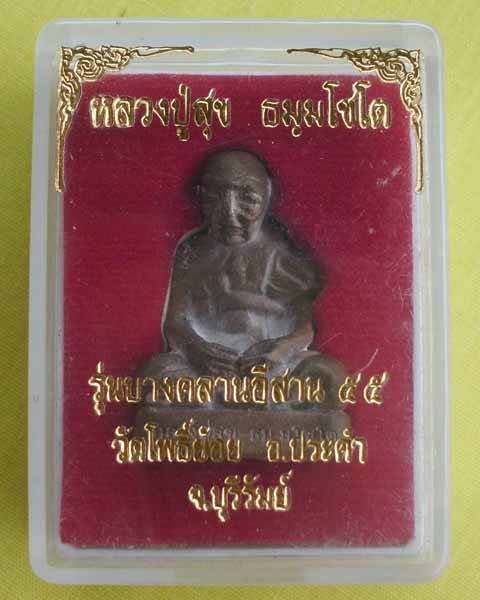 หลวงปู่สุข ธมฺมโชโต
รุ่นบางคลานอีสาน ๕๕
วัดโพธิ์ย้อย อ.ประคำ
จ.บุรีรัมย์